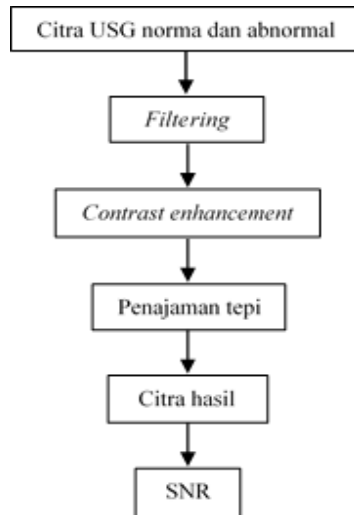 Citra USG norma dan abnormal
Filtering
Contrast enhancement
Penajaman tepi
Citra hasil
SNR